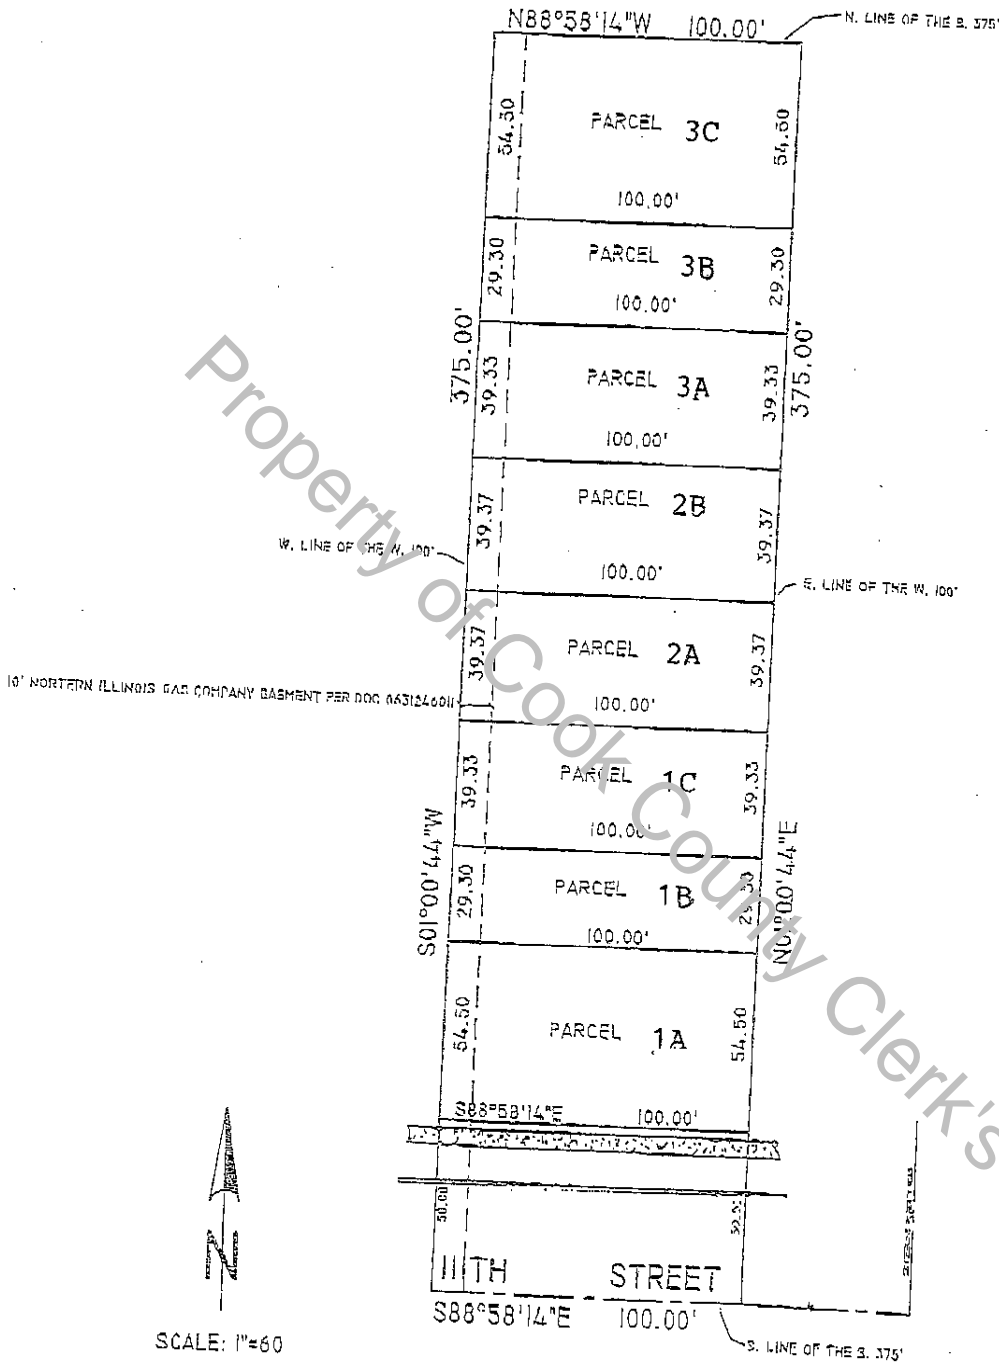 N88°58'14"W 100.00'
N. LINE OF THE S. 375'
54.50
PARCEL 3C
54.50
100.00'
29.30
PARCEL 3B
29.30
100.00'
375.00'
39.33
PARCEL 3A
39.33
375.00'
100.00'
39.37
PARCEL 2B
39.37
W. LINE OF THE W. 100'
100.00'
E. LINE OF THE W. 100'
39.37
PARCEL 2A
39.37
10' NORTERN ILLINOIS GAS COMPANY EASMENT PER DOC 0631246011
100.00'
39.33
PARCEL 1C
39.33
100.00'
S01°00'44"W
29.30
PARCEL 1B
29.30
N01°00'44"E
100.00'
54.50
PARCEL 1A
54.50
S88°58'14"E 100.00'
50.00
111TH STREET
S88°58'14"E 100.00'
S. LINE OF THE S. 375'
N
SCALE: 1"=60
Property of Cook County Clerk's